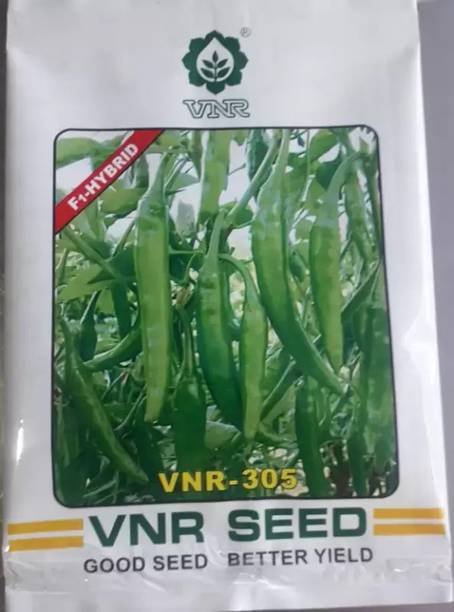 ®
VNR
F1-HYBRID
VNR-305
VNR SEED
GOOD SEED BETTER YIELD